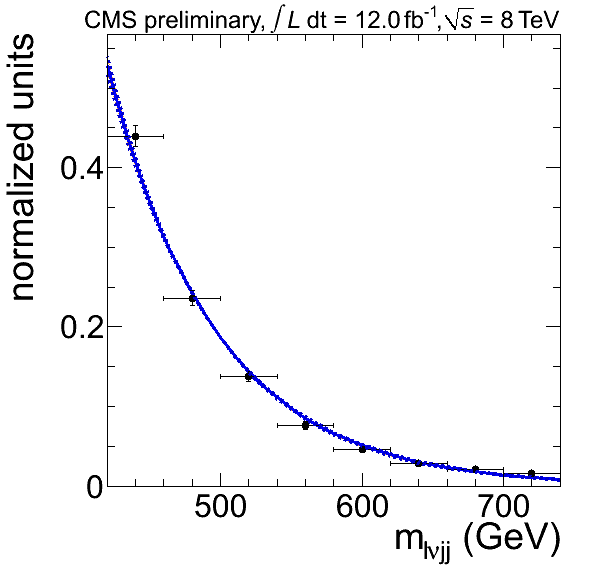 CMS preliminary, ∫ L dt = 12.0 fb⁻¹, √s = 8 TeV
normalized units
0.4
0.2
0
500
600
700
m_lνjj (GeV)